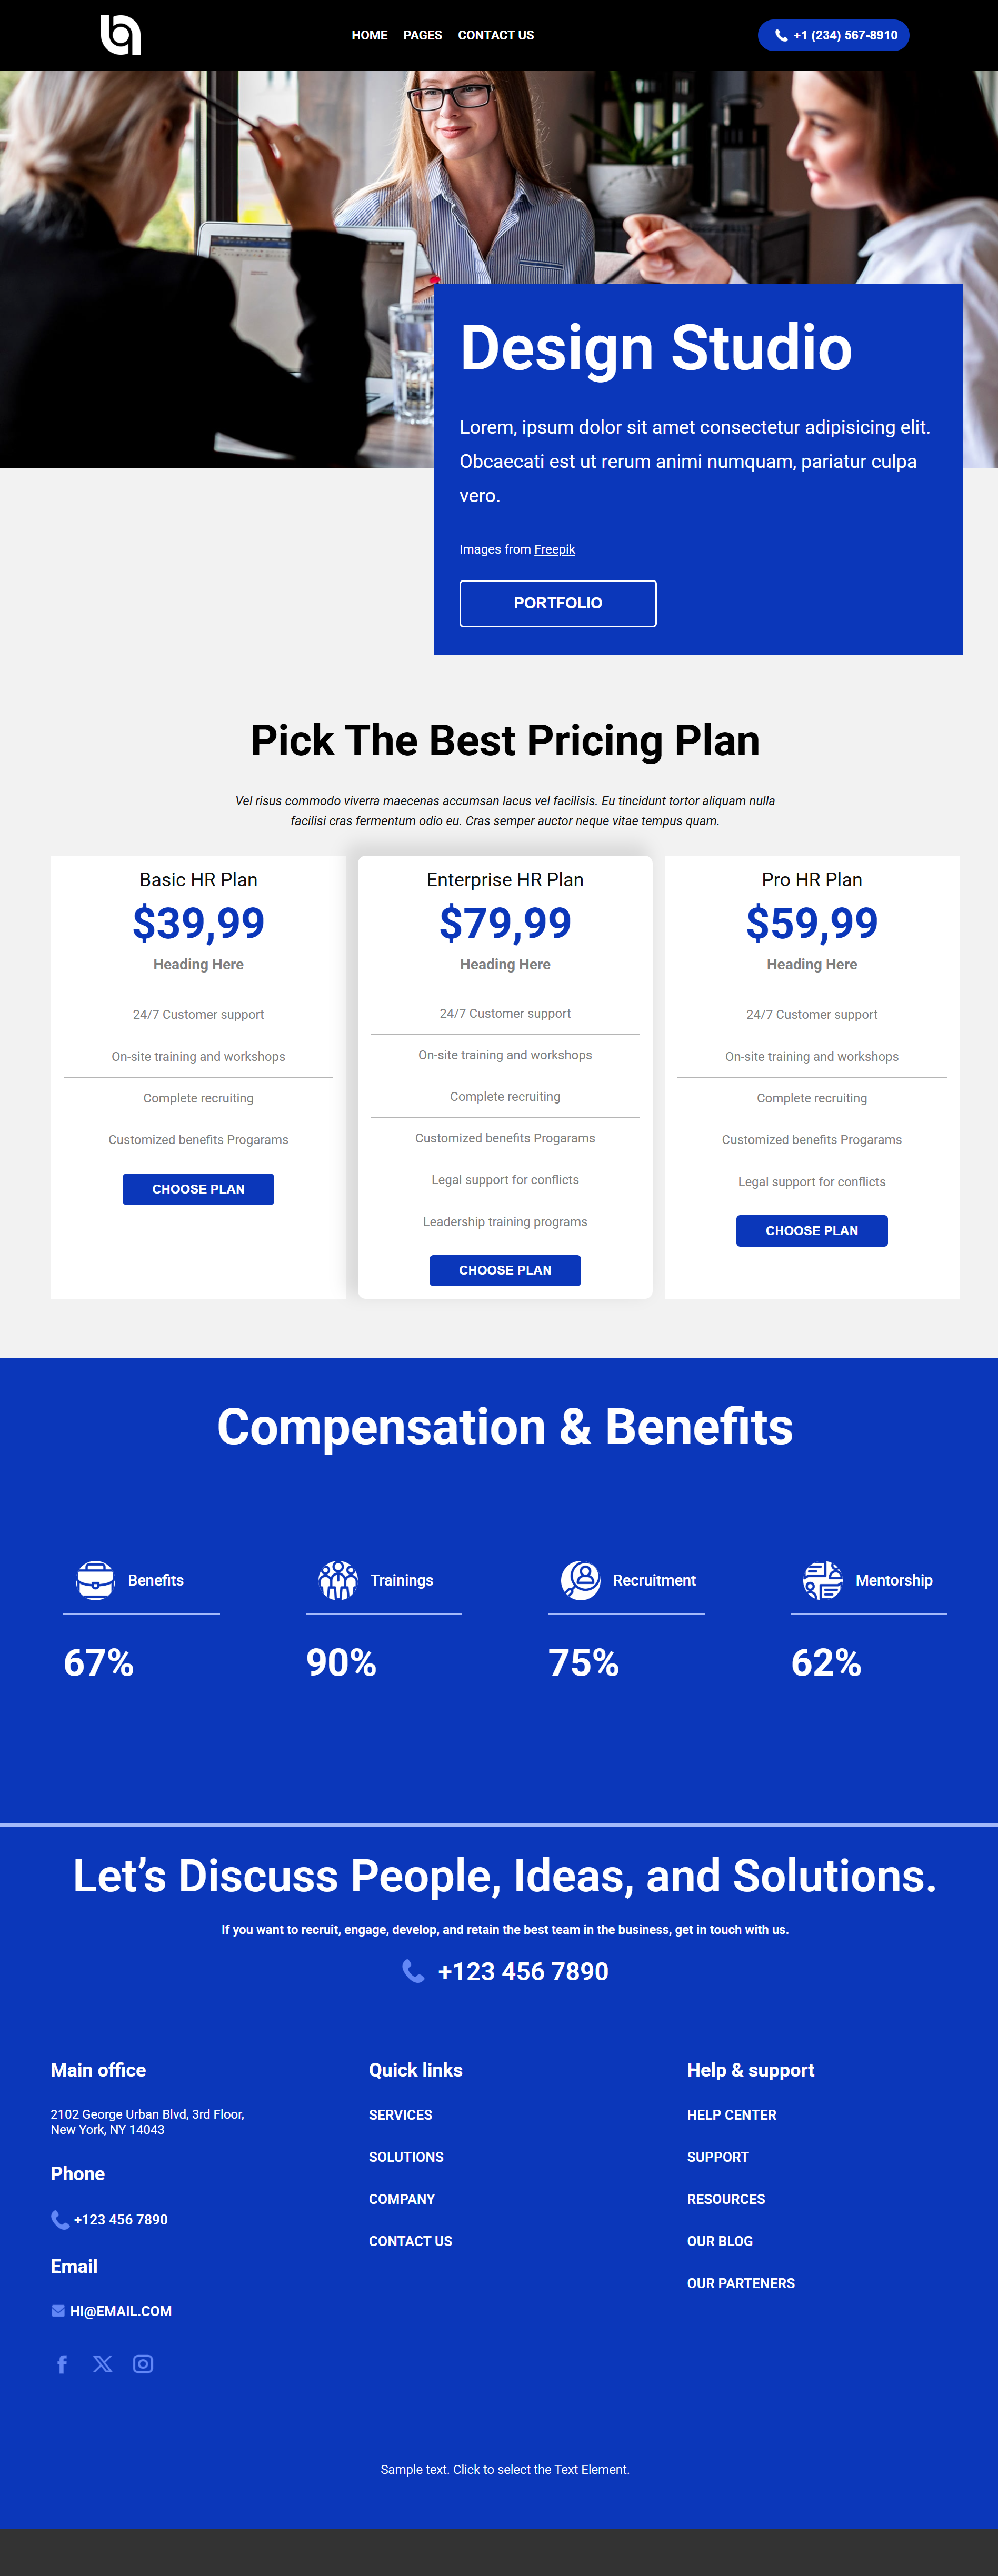 HOME PAGES CONTACT US
+1 (234) 567-8910
Design Studio
Lorem, ipsum dolor sit amet consectetur adipisicing elit.
Obcaecati est ut rerum animi numquam, pariatur culpa
vero.
Images from Freepik
PORTFOLIO
Pick The Best Pricing Plan
Vel risus commodo viverra maecenas accumsan lacus vel facilisis. Eu tincidunt tortor aliquam nulla
facilisi cras fermentum odio eu. Cras semper auctor neque vitae tempus quam.
Basic HR Plan
$39,99
Heading Here
24/7 Customer support
On-site training and workshops
Complete recruiting
Customized benefits Progarams
CHOOSE PLAN
Enterprise HR Plan
$79,99
Heading Here
24/7 Customer support
On-site training and workshops
Complete recruiting
Customized benefits Progarams
Legal support for conflicts
Leadership training programs
CHOOSE PLAN
Pro HR Plan
$59,99
Heading Here
24/7 Customer support
On-site training and workshops
Complete recruiting
Customized benefits Progarams
Legal support for conflicts
CHOOSE PLAN
Compensation & Benefits
Benefits
67%
Trainings
90%
Recruitment
75%
Mentorship
62%
Let’s Discuss People, Ideas, and Solutions.
If you want to recruit, engage, develop, and retain the best team in the business, get in touch with us.
+123 456 7890
Main office
2102 George Urban Blvd, 3rd Floor,
New York, NY 14043
Phone
+123 456 7890
Email
HI@EMAIL.COM
Quick links
SERVICES
SOLUTIONS
COMPANY
CONTACT US
Help & support
HELP CENTER
SUPPORT
RESOURCES
OUR BLOG
OUR PARTENERS
Sample text. Click to select the Text Element.